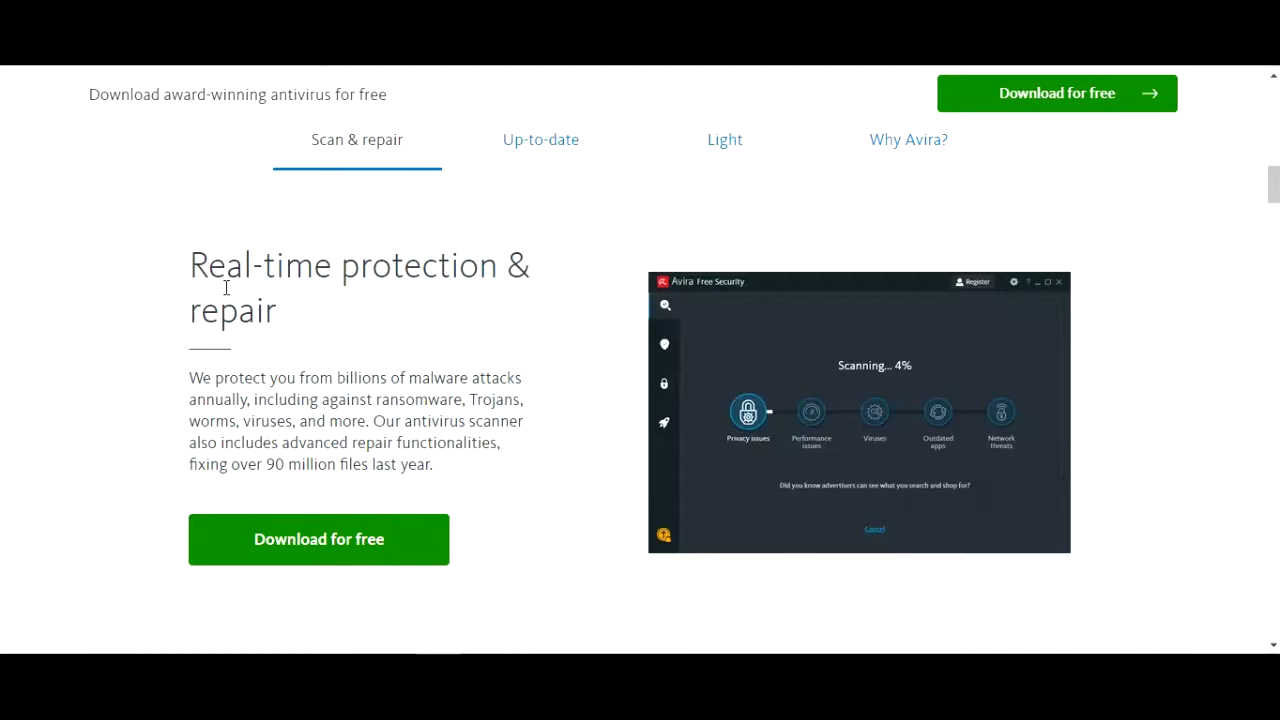 Download award-winning antivirus for free
Download for free
Scan & repair
Up-to-date
Light
Why Avira?
Real-time protection &
repair
We protect you from billions of malware attacks
annually, including against ransomware, Trojans,
worms, viruses, and more. Our antivirus scanner
also includes advanced repair functionalities,
fixing over 90 million files last year.
Download for free
Avira Free Security
Register
?
Scanning... 4%
Privacy issues
Performance
issues
Viruses
Outdated
apps
Network
threats
Did you know advertisers can see what you search and shop for?
Cancel